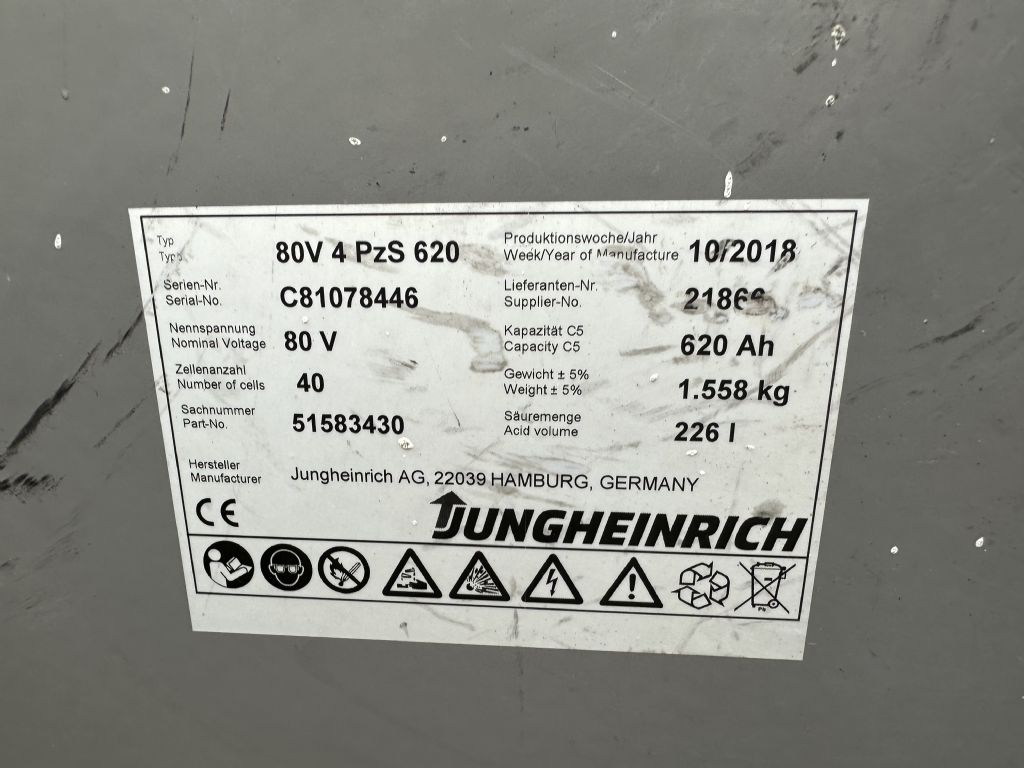 Typ
80V 4 PzS 620
Serien-Nr.
Serial-No.
C81078446
Nennspannung
Nominal Voltage
80 V
Zellenanzahl
Number of cells
40
Sachnummer
Part-No.
51583430
Produktionswoche/Jahr
Week/Year of Manufacture
10/2018
Lieferanten-Nr.
Supplier-No.
Kapazität C5
Capacity C5
620 Ah
Gewicht ± 5%
Weight ± 5%
1.558 kg
Säuremenge
Acid volume
226 l
Hersteller
Manufacturer
Jungheinrich AG, 22039 HAMBURG, GERMANY
CE
JUNGHEINRICH
Pb